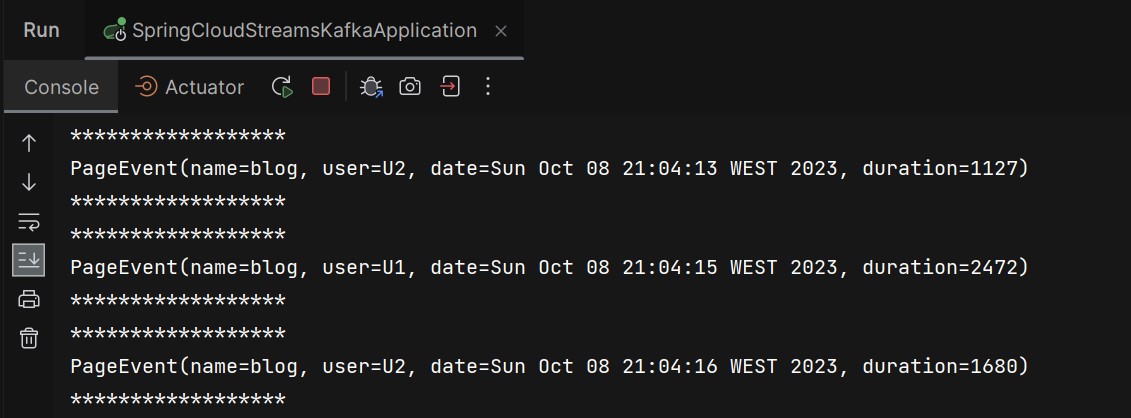 Run SpringCloudStreamsKafkaApplication
Console Actuator
******************
PageEvent(name=blog, user=U2, date=Sun Oct 08 21:04:13 WEST 2023, duration=1127)
******************
******************
PageEvent(name=blog, user=U1, date=Sun Oct 08 21:04:15 WEST 2023, duration=2472)
******************
******************
PageEvent(name=blog, user=U2, date=Sun Oct 08 21:04:16 WEST 2023, duration=1680)
******************